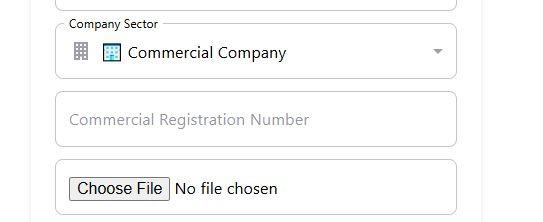 Company Sector
Commercial Company
Commercial Registration Number
Choose File No file chosen